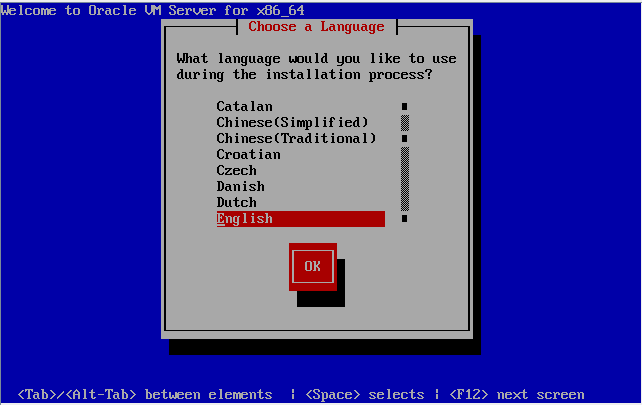 Welcome to Oracle VM Server for x86_64
Choose a Language
What language would you like to use
during the installation process?
Catalan
Chinese(Simplified)
Chinese(Traditional)
Croatian
Czech
Danish
Dutch
English
OK
<Tab>/<Alt-Tab> between elements | <Space> selects | <F12> next screen